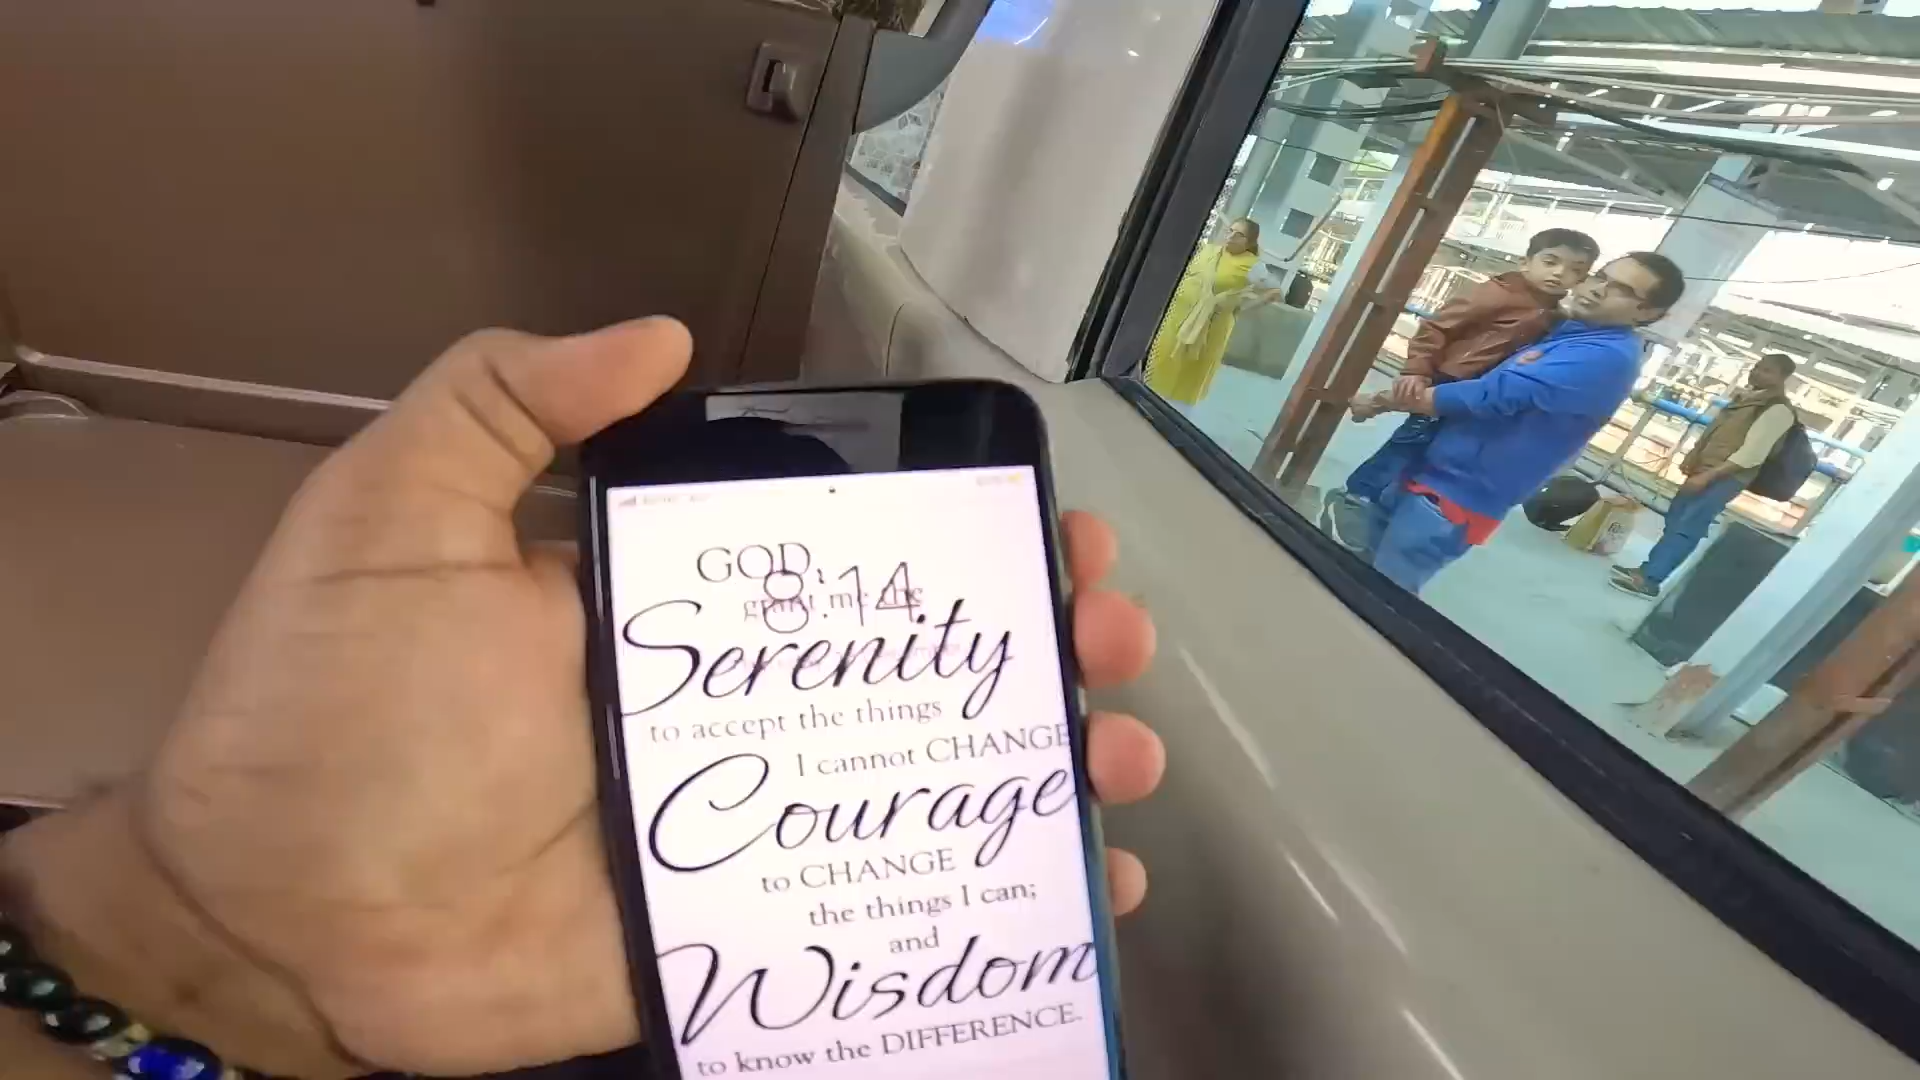 GOD,
8:14
grant me the
Serenity
to accept the things
I cannot CHANGE
Courage
to CHANGE
the things I can;
and
Wisdom
to know the DIFFERENCE.